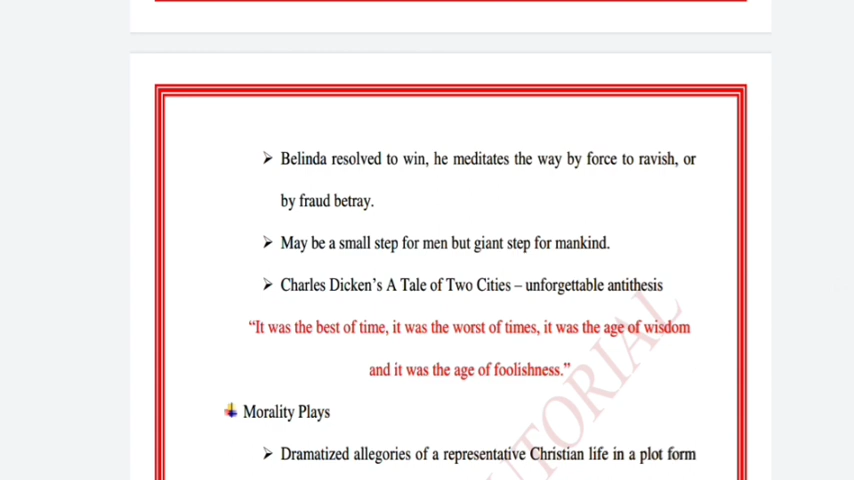 ➢ Belinda resolved to win, he meditates the way by force to ravish, or
by fraud betray.
➢ May be a small step for men but giant step for mankind.
➢ Charles Dicken’s A Tale of Two Cities – unforgettable antithesis
“It was the best of time, it was the worst of times, it was the age of wisdom
and it was the age of foolishness.”
Morality Plays
➢ Dramatized allegories of a representative Christian life in a plot form
UTORIAL